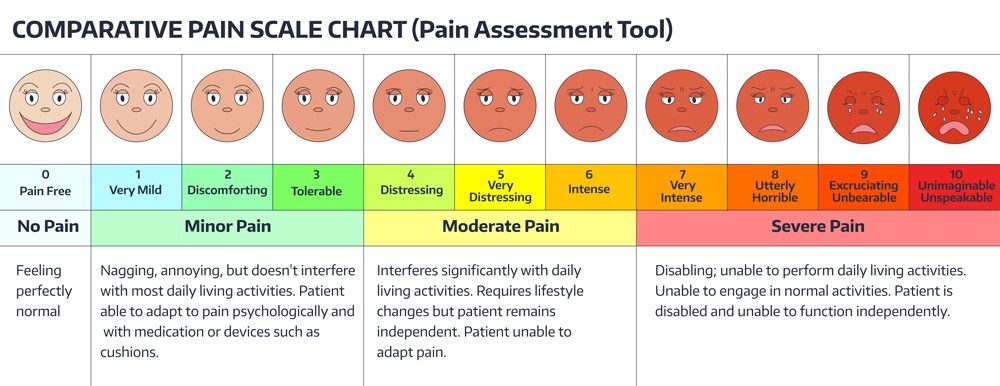 COMPARATIVE PAIN SCALE CHART (Pain Assessment Tool)
0
Pain Free
1
Very Mild
2
Discomforting
3
Tolerable
4
Distressing
5
Very
Distressing
6
Intense
7
Very
Intense
8
Utterly
Horrible
9
Excruciating
Unbearable
10
Unimaginable
Unspeakable
No Pain
Minor Pain
Moderate Pain
Severe Pain
Feeling
perfectly
normal
Nagging, annoying, but doesn't interfere
with most daily living activities. Patient
able to adapt to pain psychologically and
with medication or devices such as
cushions.
Interferes significantly with daily
living activities. Requires lifestyle
changes but patient remains
independent. Patient unable to
adapt pain.
Disabling; unable to perform daily living activities.
Unable to engage in normal activities. Patient is
disabled and unable to function independently.